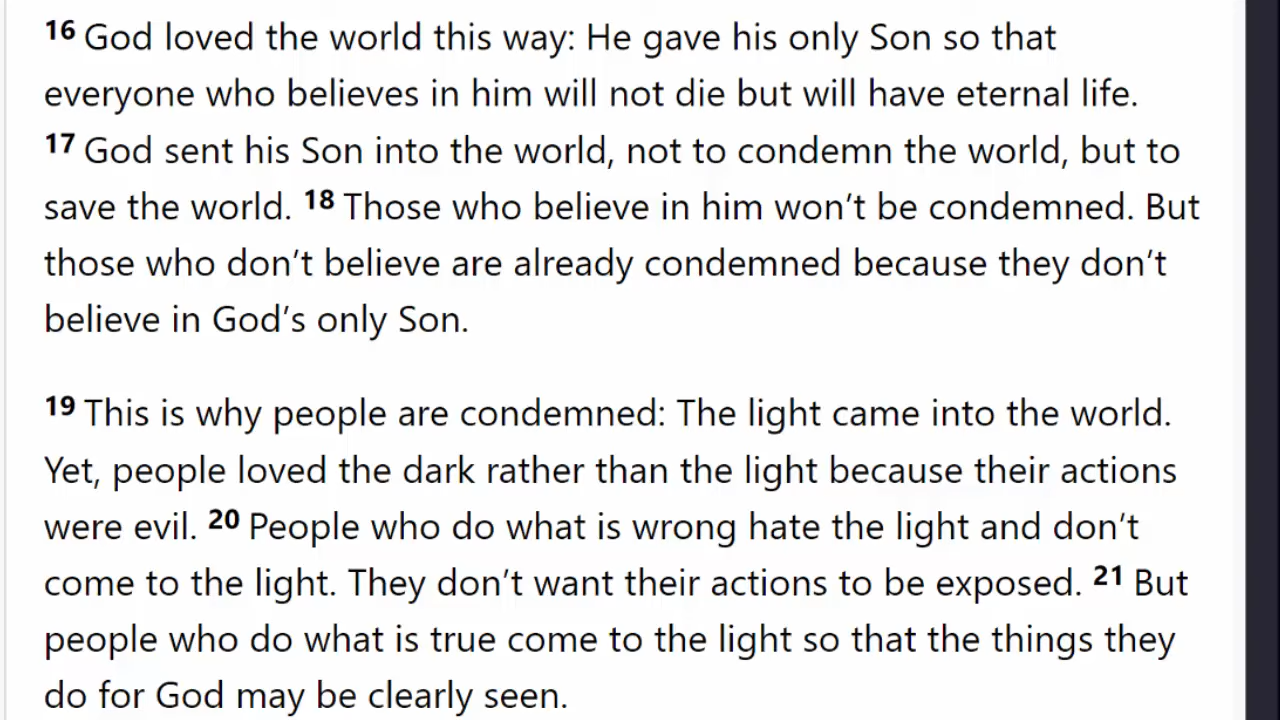 16 God loved the world this way: He gave his only Son so that
everyone who believes in him will not die but will have eternal life.
17 God sent his Son into the world, not to condemn the world, but to
save the world. 18 Those who believe in him won’t be condemned. But
those who don’t believe are already condemned because they don’t
believe in God’s only Son.
19 This is why people are condemned: The light came into the world.
Yet, people loved the dark rather than the light because their actions
were evil. 20 People who do what is wrong hate the light and don’t
come to the light. They don’t want their actions to be exposed. 21 But
people who do what is true come to the light so that the things they
do for God may be clearly seen.